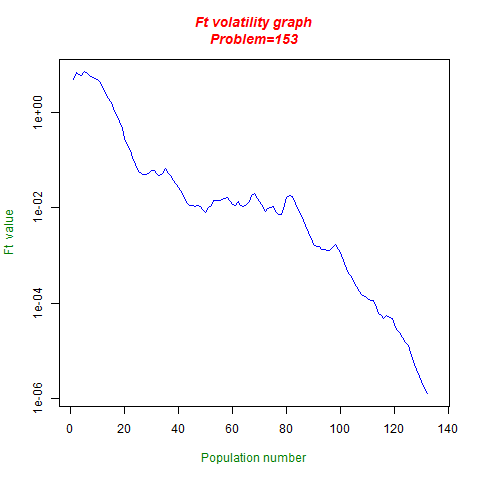 Ft volatility graph
Problem=153
Ft value
1e+00
1e-02
1e-04
1e-06
0 20 40 60 80 100 120 140
Population number